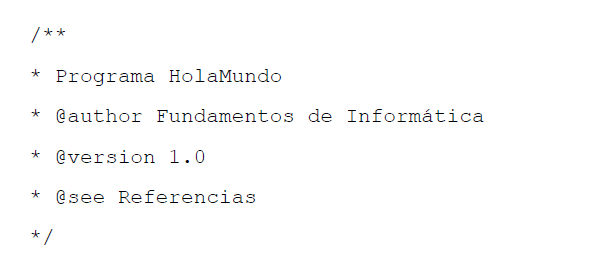 /**
* Programa HolaMundo
* @author Fundamentos de Informática
* @version 1.0
* @see Referencias
*/